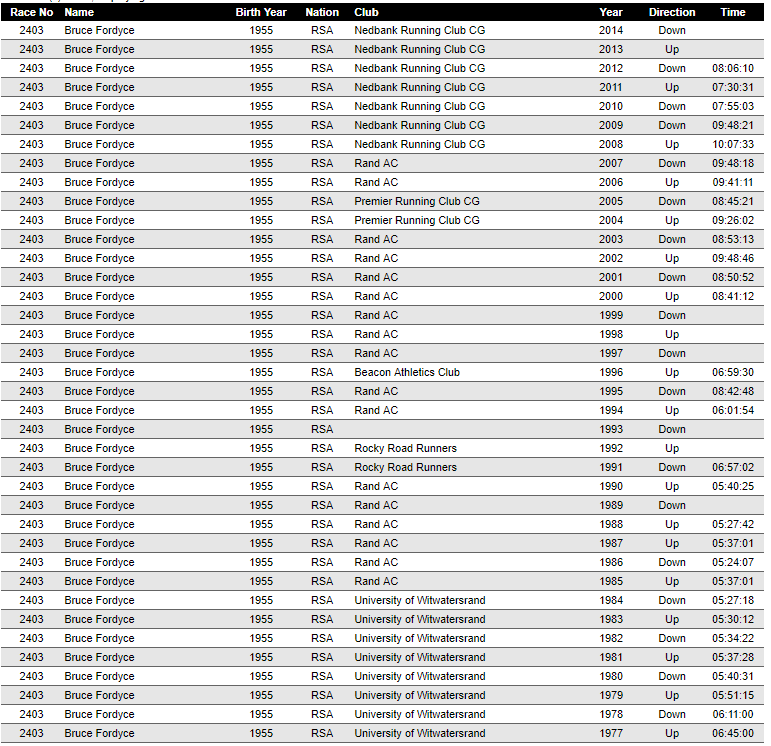 Race No Name Birth Year Nation Club Year Direction Time
2403 Bruce Fordyce 1955 RSA Nedbank Running Club CG 2014 Down
2403 Bruce Fordyce 1955 RSA Nedbank Running Club CG 2013 Up
2403 Bruce Fordyce 1955 RSA Nedbank Running Club CG 2012 Down 08:06:10
2403 Bruce Fordyce 1955 RSA Nedbank Running Club CG 2011 Up 07:30:31
2403 Bruce Fordyce 1955 RSA Nedbank Running Club CG 2010 Down 07:55:03
2403 Bruce Fordyce 1955 RSA Nedbank Running Club CG 2009 Down 09:48:21
2403 Bruce Fordyce 1955 RSA Nedbank Running Club CG 2008 Up 10:07:33
2403 Bruce Fordyce 1955 RSA Rand AC 2007 Down 09:48:18
2403 Bruce Fordyce 1955 RSA Rand AC 2006 Up 09:41:11
2403 Bruce Fordyce 1955 RSA Premier Running Club CG 2005 Down 08:45:21
2403 Bruce Fordyce 1955 RSA Premier Running Club CG 2004 Up 09:26:02
2403 Bruce Fordyce 1955 RSA Rand AC 2003 Down 08:53:13
2403 Bruce Fordyce 1955 RSA Rand AC 2002 Up 09:48:46
2403 Bruce Fordyce 1955 RSA Rand AC 2001 Down 08:50:52
2403 Bruce Fordyce 1955 RSA Rand AC 2000 Up 08:41:12
2403 Bruce Fordyce 1955 RSA Rand AC 1999 Down
2403 Bruce Fordyce 1955 RSA Rand AC 1998 Up
2403 Bruce Fordyce 1955 RSA Rand AC 1997 Down
2403 Bruce Fordyce 1955 RSA Beacon Athletics Club 1996 Up 06:59:30
2403 Bruce Fordyce 1955 RSA Rand AC 1995 Down 08:42:48
2403 Bruce Fordyce 1955 RSA Rand AC 1994 Up 06:01:54
2403 Bruce Fordyce 1955 RSA 1993 Down
2403 Bruce Fordyce 1955 RSA Rocky Road Runners 1992 Up
2403 Bruce Fordyce 1955 RSA Rocky Road Runners 1991 Down 06:57:02
2403 Bruce Fordyce 1955 RSA Rand AC 1990 Up 05:40:25
2403 Bruce Fordyce 1955 RSA Rand AC 1989 Down
2403 Bruce Fordyce 1955 RSA Rand AC 1988 Up 05:27:42
2403 Bruce Fordyce 1955 RSA Rand AC 1987 Up 05:37:01
2403 Bruce Fordyce 1955 RSA Rand AC 1986 Down 05:24:07
2403 Bruce Fordyce 1955 RSA Rand AC 1985 Up 05:37:01
2403 Bruce Fordyce 1955 RSA University of Witwatersrand 1984 Down 05:27:18
2403 Bruce Fordyce 1955 RSA University of Witwatersrand 1983 Up 05:30:12
2403 Bruce Fordyce 1955 RSA University of Witwatersrand 1982 Down 05:34:22
2403 Bruce Fordyce 1955 RSA University of Witwatersrand 1981 Up 05:37:28
2403 Bruce Fordyce 1955 RSA University of Witwatersrand 1980 Down 05:40:31
2403 Bruce Fordyce 1955 RSA University of Witwatersrand 1979 Up 05:51:15
2403 Bruce Fordyce 1955 RSA University of Witwatersrand 1978 Down 06:11:00
2403 Bruce Fordyce 1955 RSA University of Witwatersrand 1977 Up 06:45:00